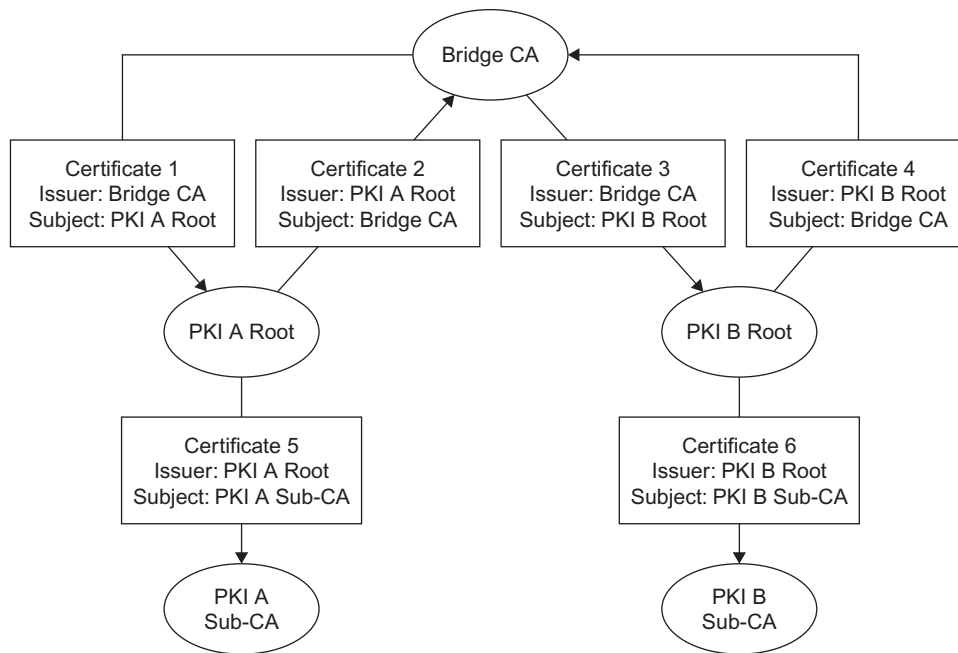 Bridge CA
Certificate 1
Issuer: Bridge CA
Subject: PKI A Root
Certificate 2
Issuer: PKI A Root
Subject: Bridge CA
Certificate 3
Issuer: Bridge CA
Subject: PKI B Root
Certificate 4
Issuer: PKI B Root
Subject: Bridge CA
PKI A Root
PKI B Root
Certificate 5
Issuer: PKI A Root
Subject: PKI A Sub-CA
Certificate 6
Issuer: PKI B Root
Subject: PKI B Sub-CA
PKI A
Sub-CA
PKI B
Sub-CA